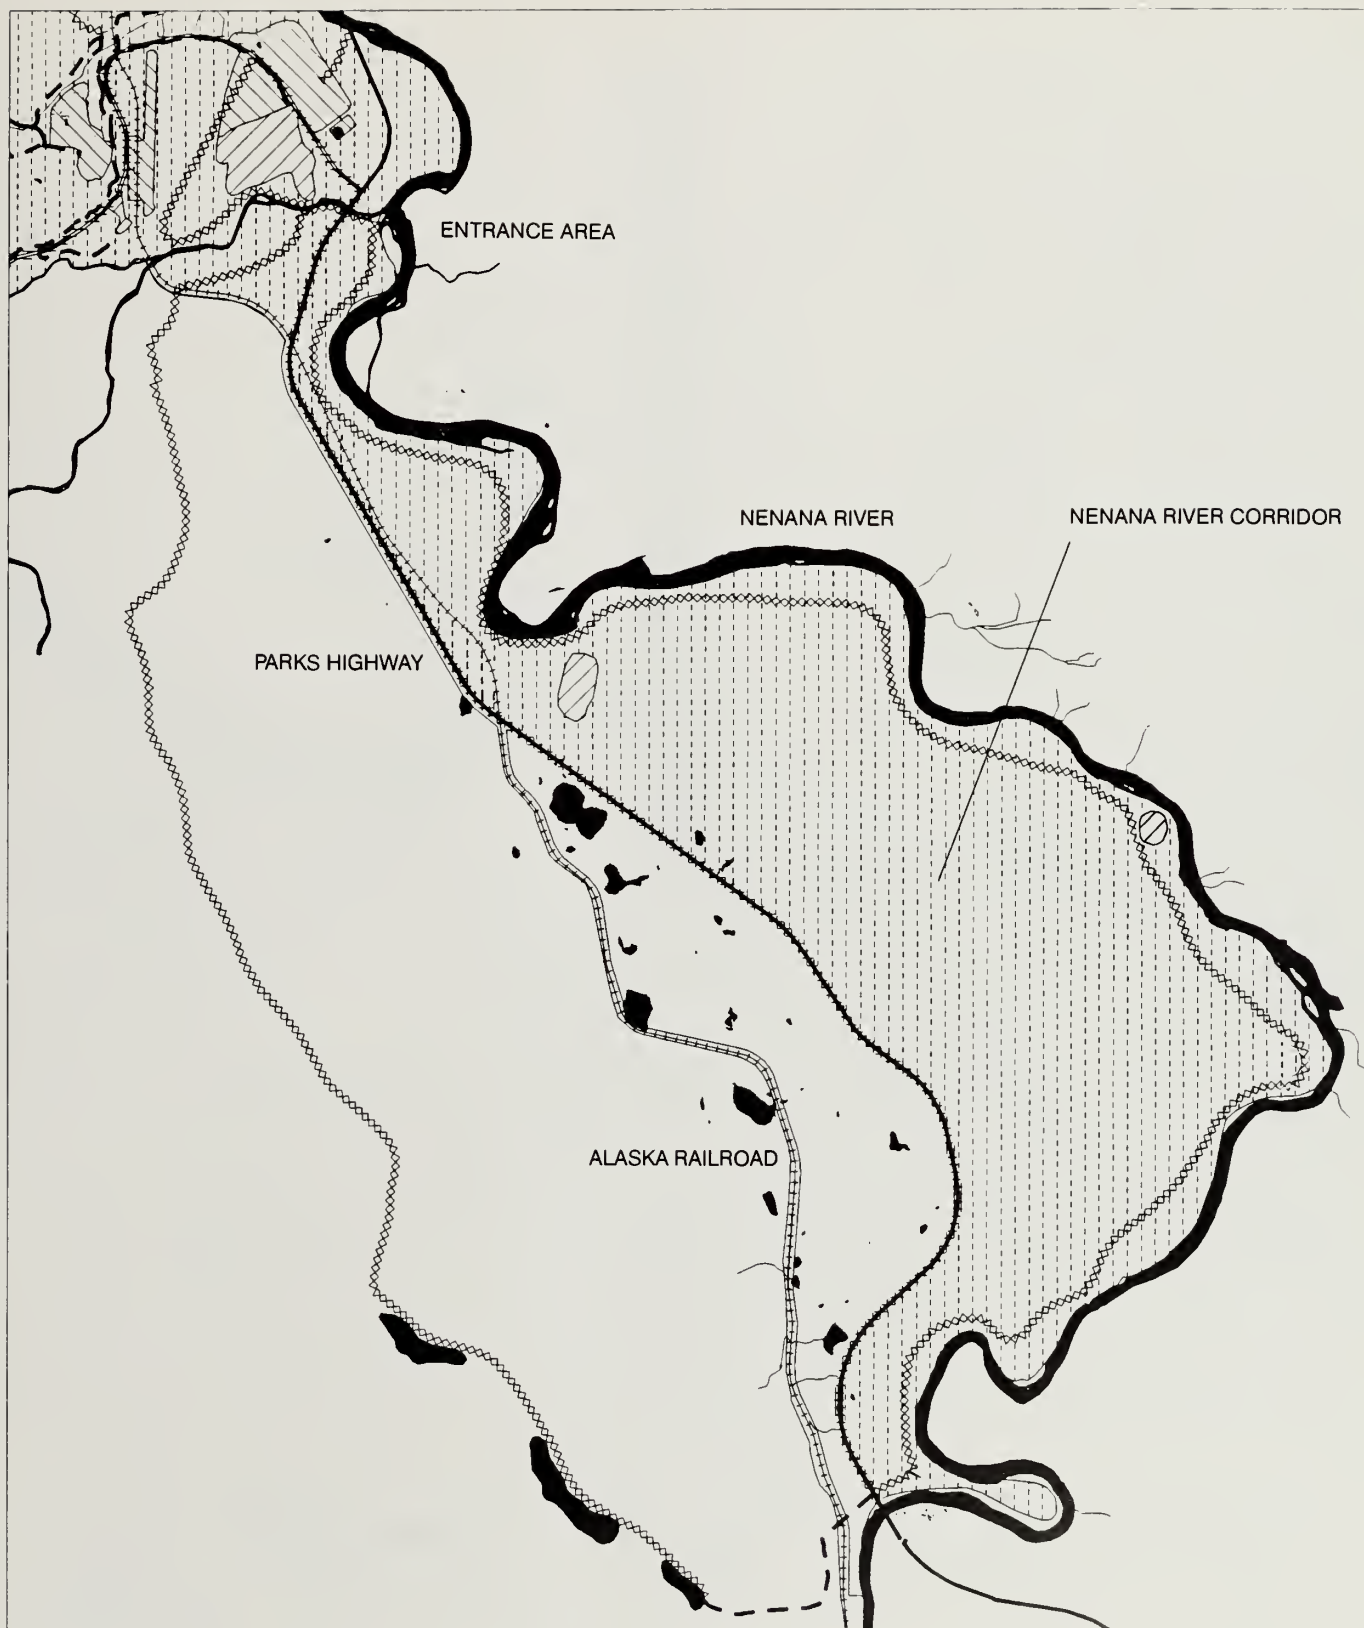 ENTRANCE AREA
NENANA RIVER
NENANA RIVER CORRIDOR
PARKS HIGHWAY
ALASKA RAILROAD